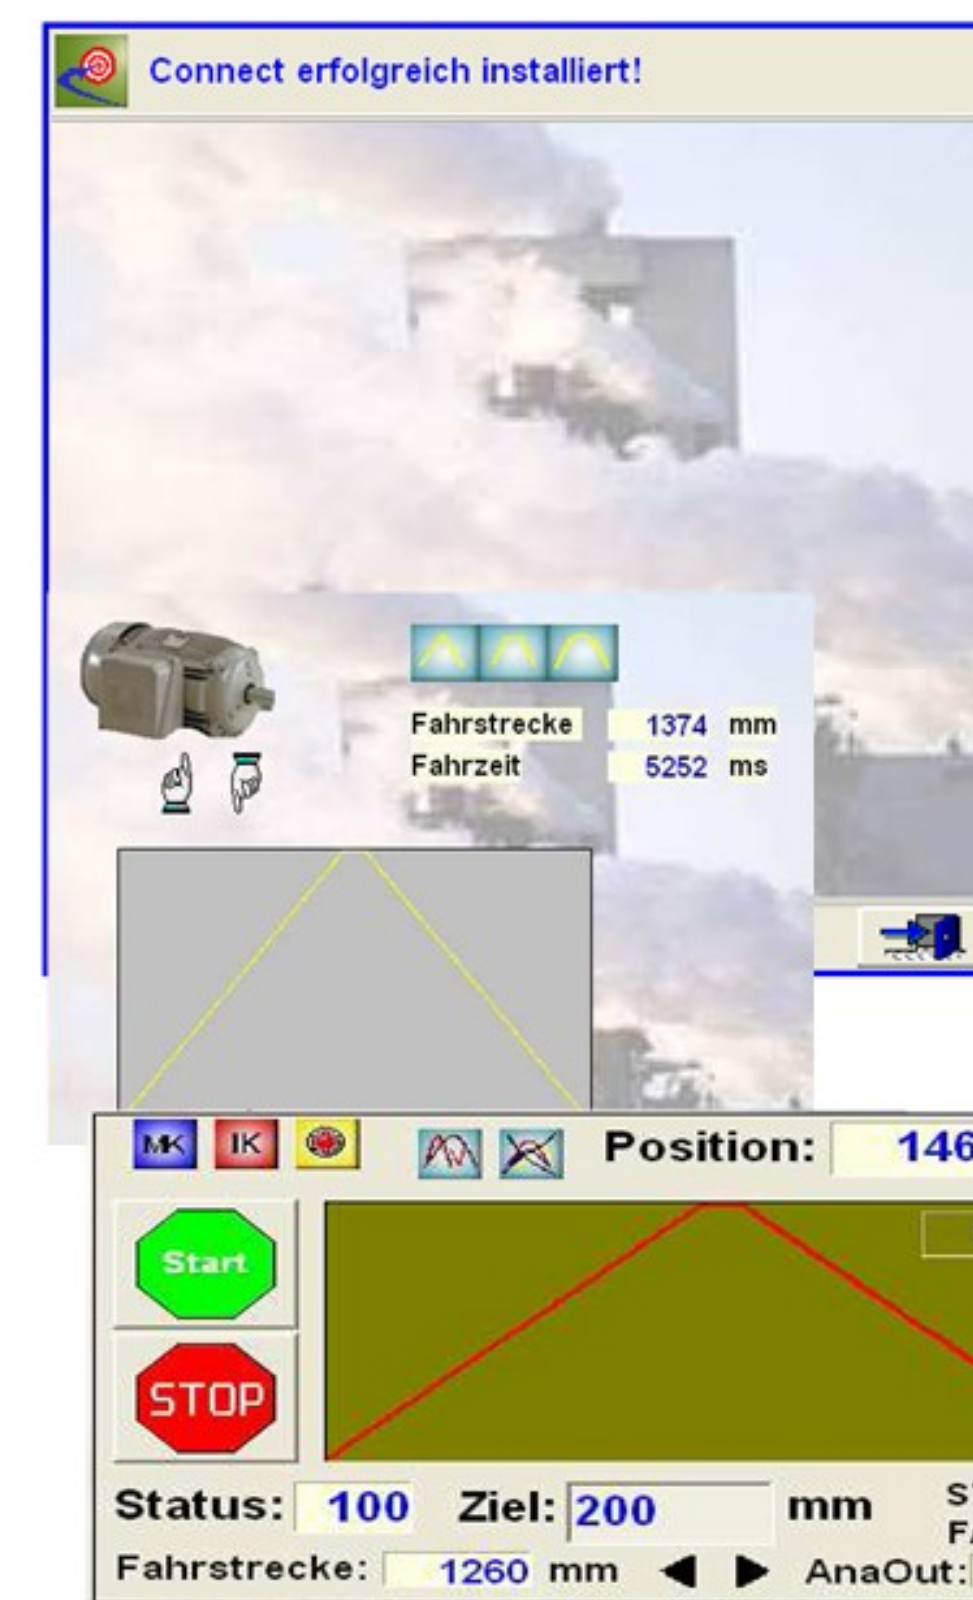 Connect erfolgreich installiert!
Fahrstrecke 1374 mm
Fahrzeit 5252 ms
MK IK Position: 146
Start
STOP
Status: 100 Ziel: 200 mm
Fahrstrecke: 1260 mm AnaOut: